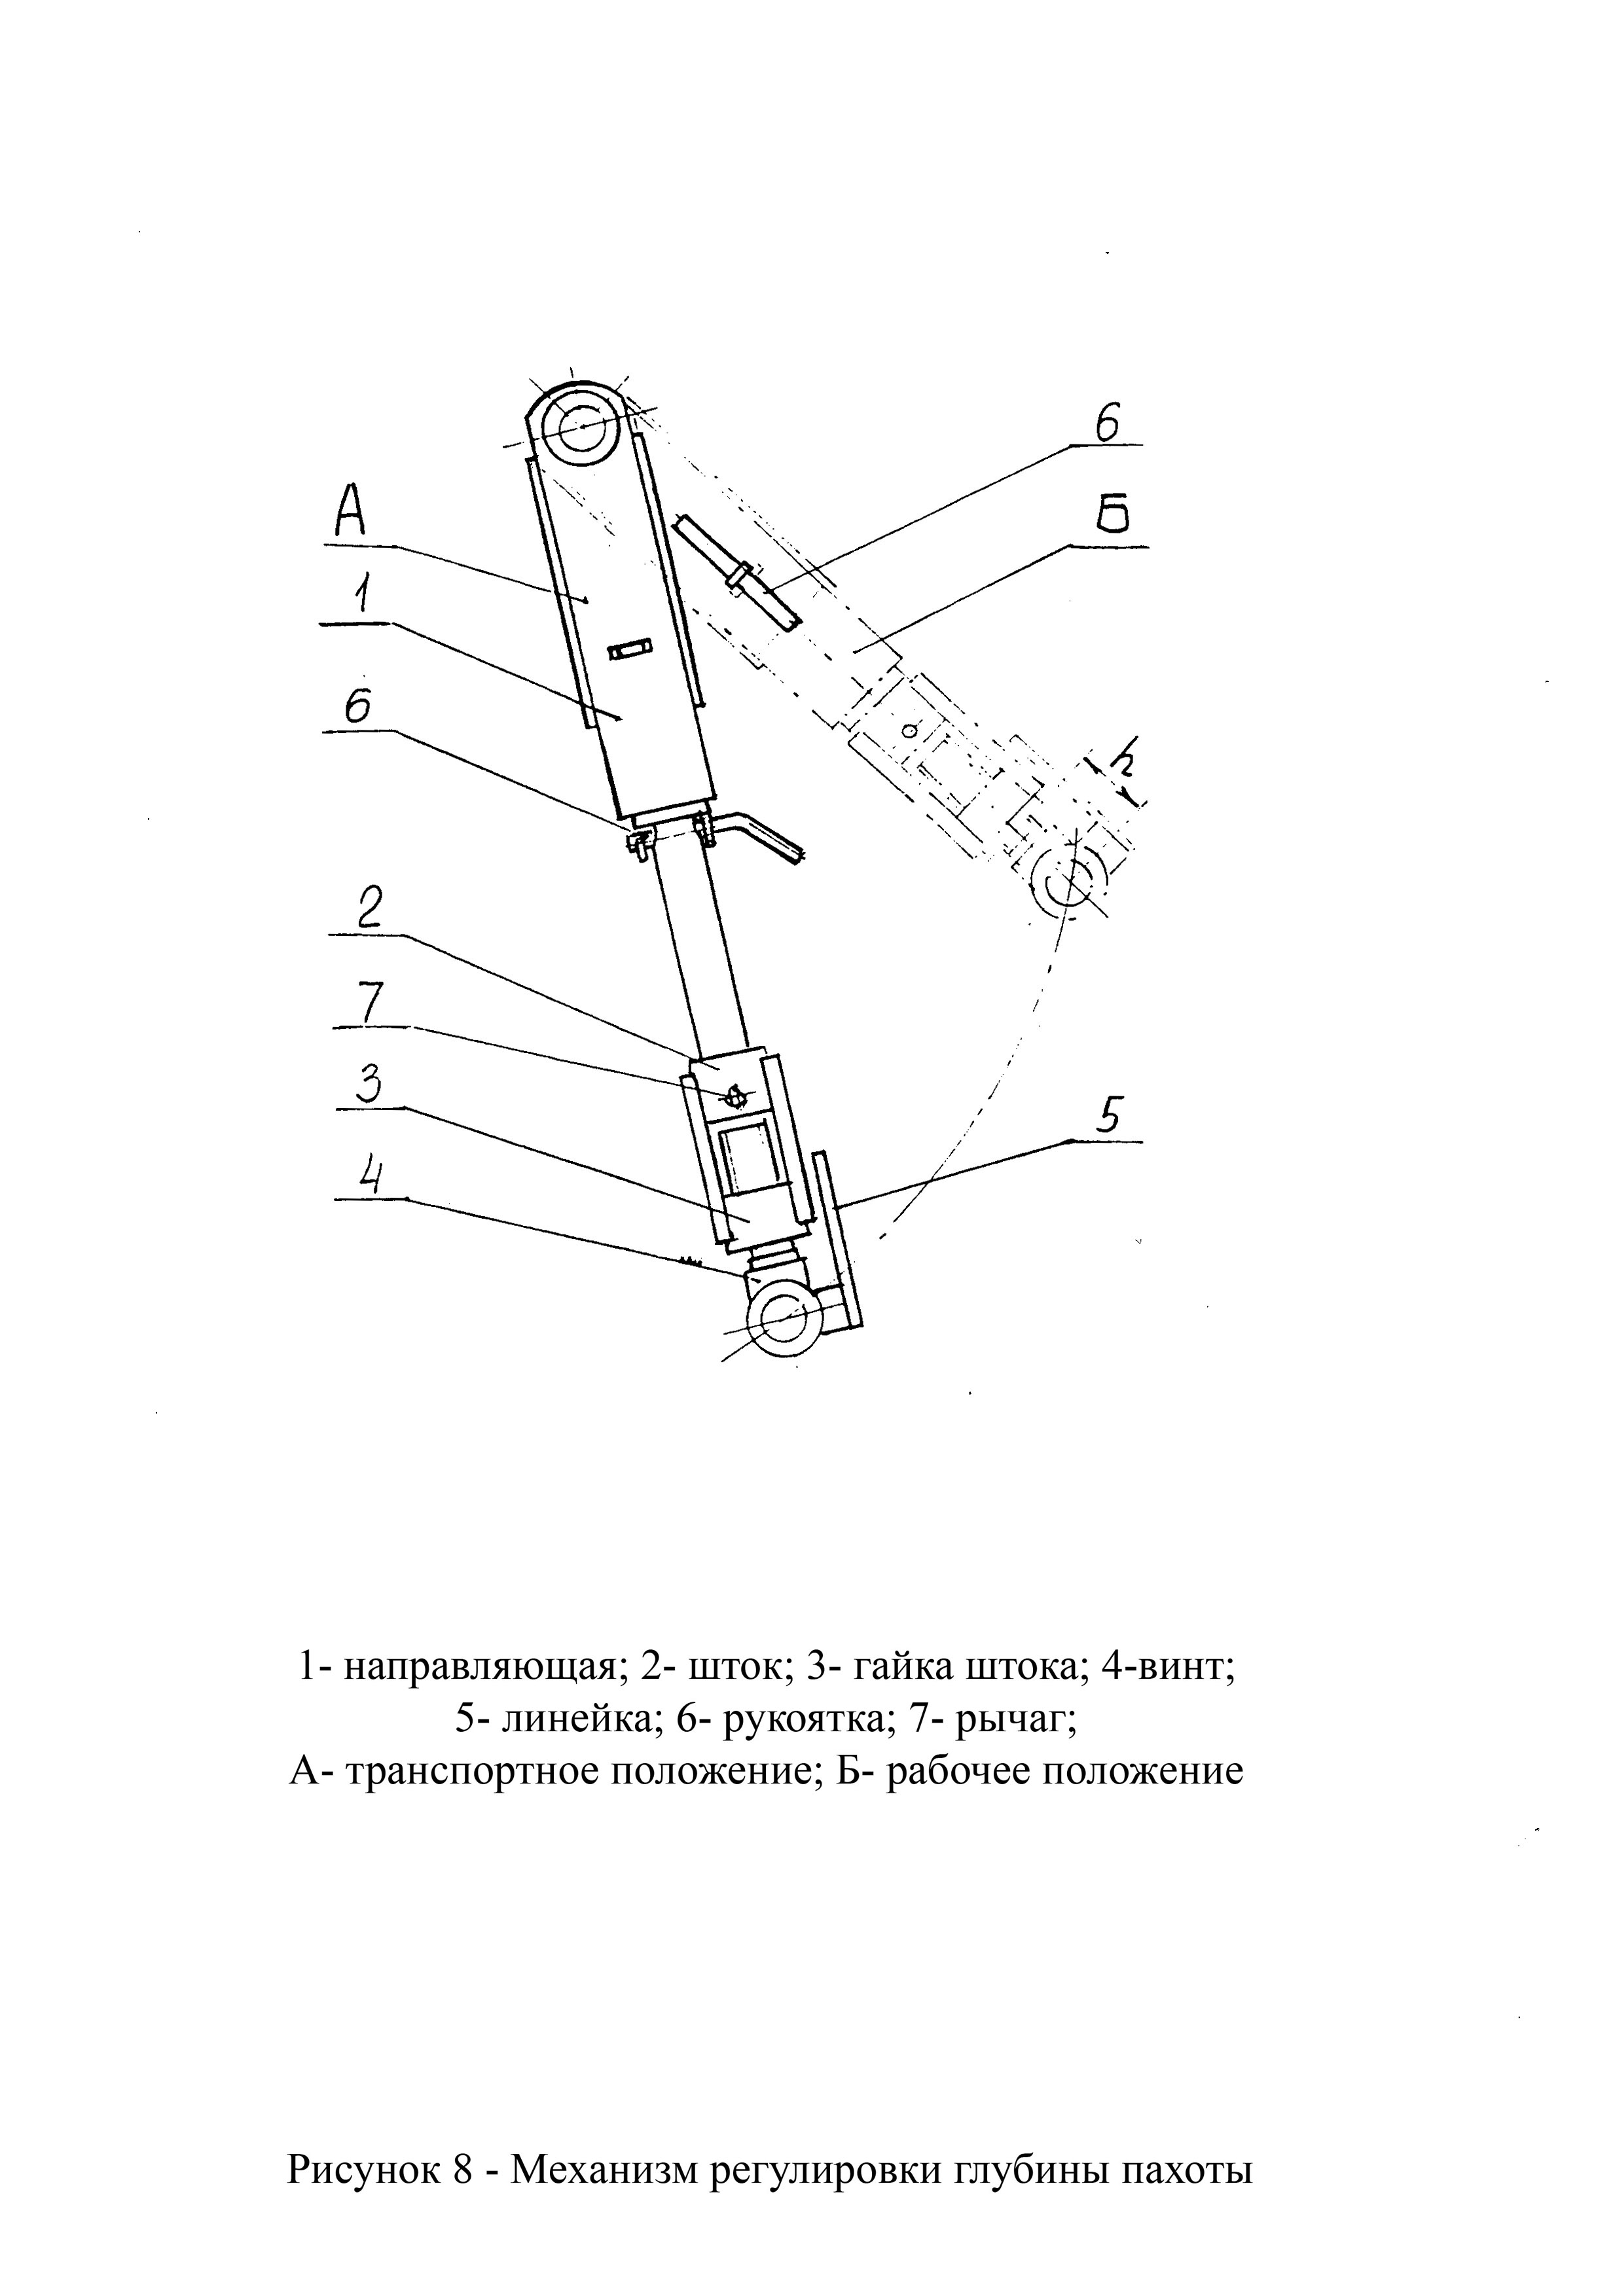 6
А
Б
1
6
h
2
7
3
5
4
1- направляющая; 2- шток; 3- гайка штока; 4-винт;
5- линейка; 6- рукоятка; 7- рычаг;
А- транспортное положение; Б- рабочее положение
Рисунок 8 - Механизм регулировки глубины пахоты